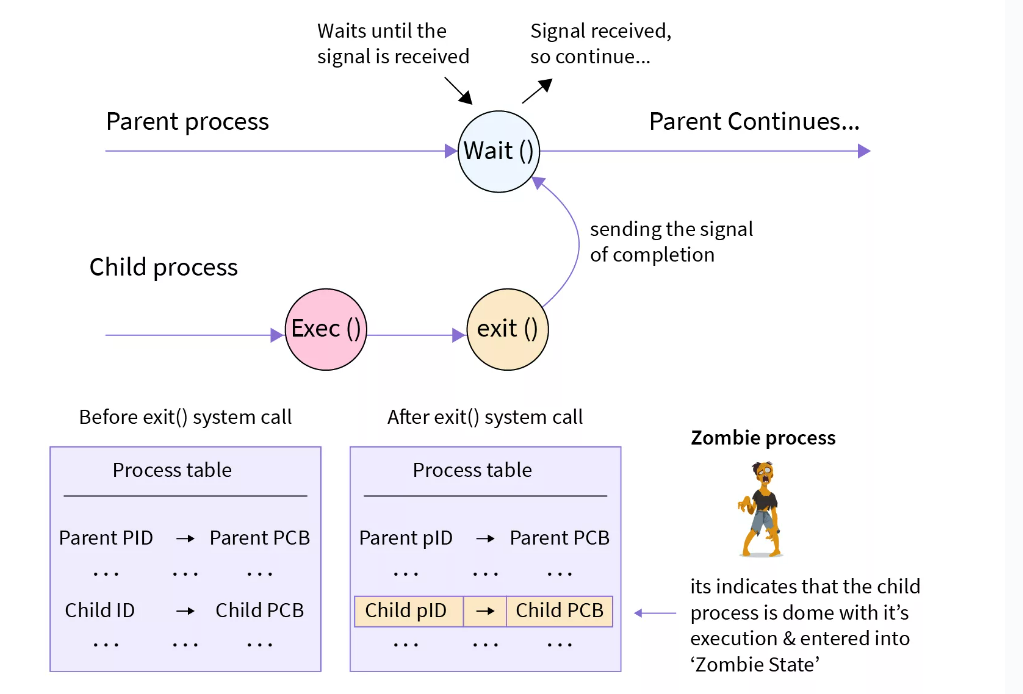 Waits until the
signal is received
Signal received,
so continue...
Parent process
Wait ()
Parent Continues...
sending the signal
of completion
Child process
Exec ()
exit ()
Before exit() system call
Process table
Parent PID → Parent PCB
... ... ...
Child ID → Child PCB
... ... ...
After exit() system call
Process table
Parent pID → Parent PCB
... ... ...
Child pID → Child PCB
... ... ...
Zombie process
its indicates that the child
process is dome with it’s
execution & entered into
‘Zombie State’